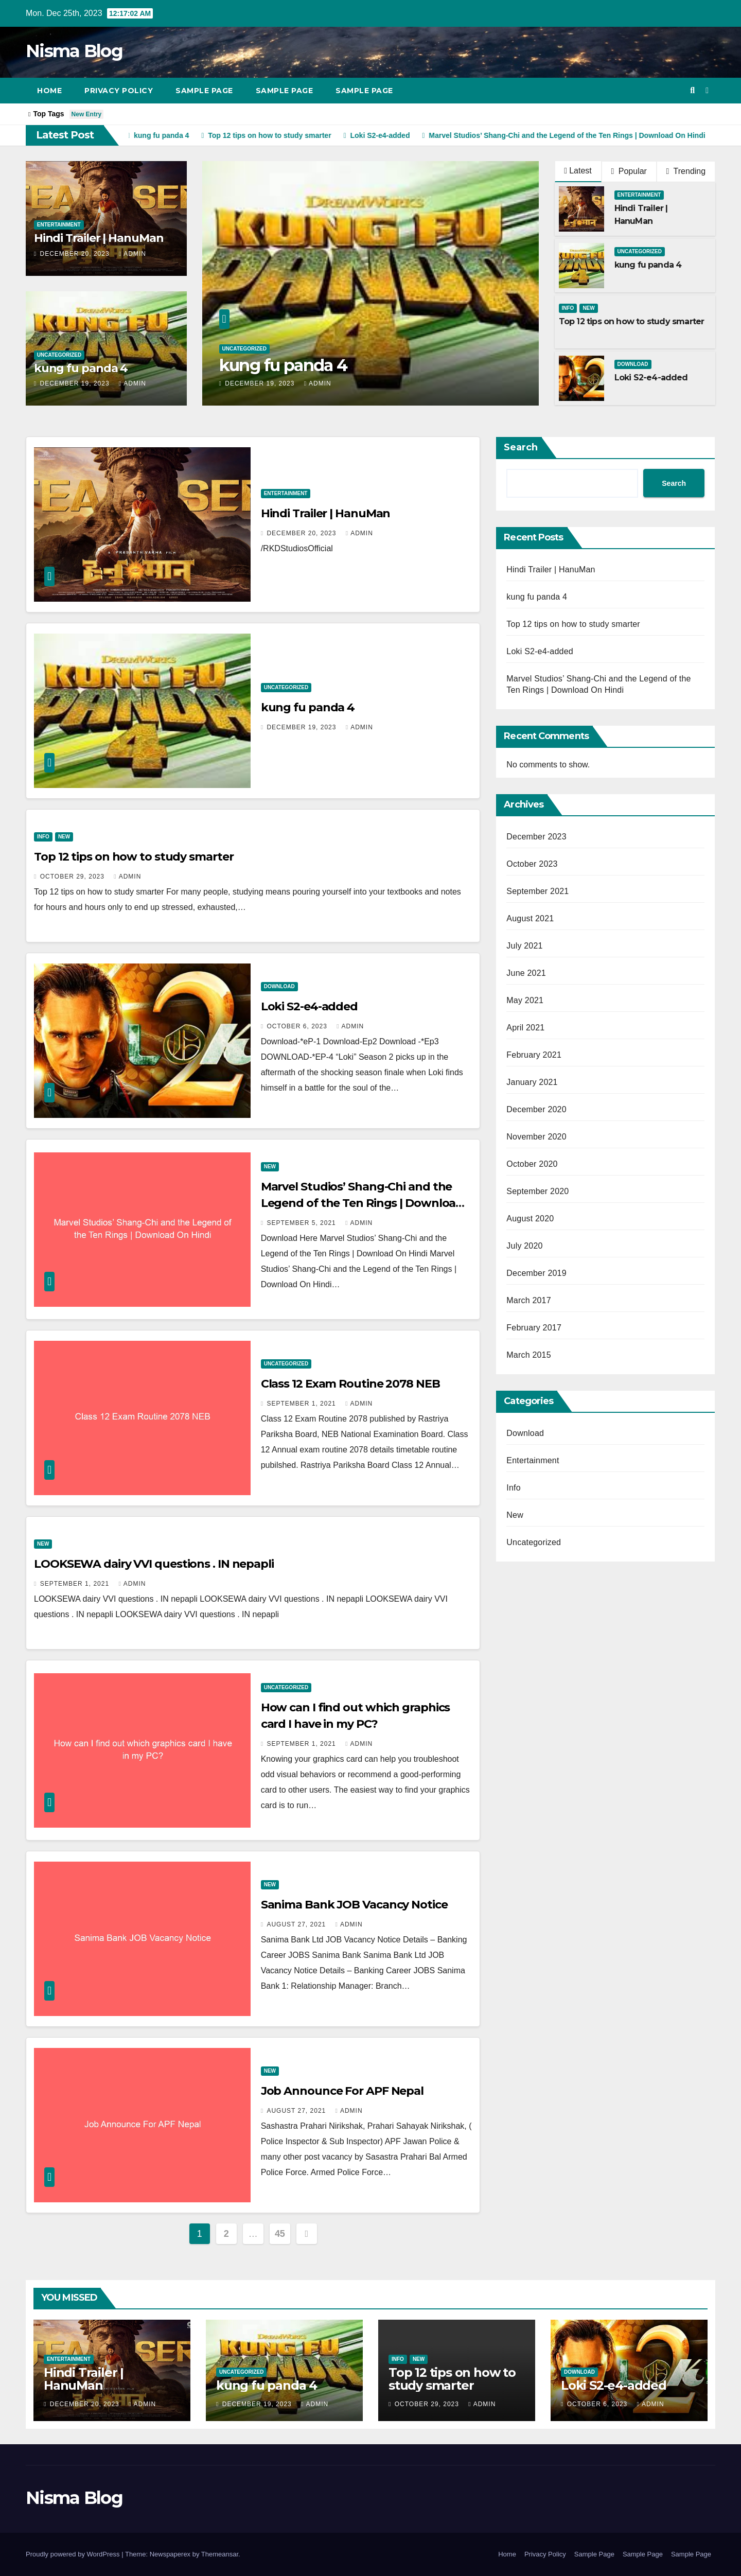 Mon. Dec 25th, 2023 12:17:02 AM
Nisma Blog
HOME PRIVACY POLICY SAMPLE PAGE SAMPLE PAGE SAMPLE PAGE
Top Tags New Entry
Latest Post kung fu panda 4 Top 12 tips on how to study smarter Loki S2-e4-added Marvel Studios' Shang-Chi and the Legend of the Ten Rings | Download On Hindi
ENTERTAINMENT
Hindi Trailer | HanuMan
DECEMBER 20, 2023 ADMIN
DREAMWORKS
KUNG FU
UNCATEGORIZED
kung fu panda 4
DECEMBER 19, 2023 ADMIN
UNCATEGORIZED
kung fu panda 4
DECEMBER 19, 2023 ADMIN
Latest Popular Trending
ENTERTAINMENT
Hindi Trailer |
HanuMan
UNCATEGORIZED
kung fu panda 4
INFO NEW
Top 12 tips on how to study smarter
DOWNLOAD
Loki S2-e4-added
TEASER
A PRASANTH VARMA FILM
हनु मान
ENTERTAINMENT
Hindi Trailer | HanuMan
DECEMBER 20, 2023 ADMIN
/RKDStudiosOfficial
DREAMWORKS
KUNG FU
PANDA
4
UNCATEGORIZED
kung fu panda 4
DECEMBER 19, 2023 ADMIN
INFO NEW
Top 12 tips on how to study smarter
OCTOBER 29, 2023 ADMIN
Top 12 tips on how to study smarter For many people, studying means pouring yourself into your textbooks and notes
for hours and hours only to end up stressed, exhausted,…
DOWNLOAD
Loki S2-e4-added
OCTOBER 6, 2023 ADMIN
Download-*eP-1 Download-Ep2 Download -*Ep3
DOWNLOAD-*EP-4 “Loki” Season 2 picks up in the
aftermath of the shocking season finale when Loki finds
himself in a battle for the soul of the…
Marvel Studios’ Shang-Chi and the Legend of
the Ten Rings | Download On Hindi
NEW
Marvel Studios’ Shang-Chi and the
Legend of the Ten Rings | Downloa…
SEPTEMBER 5, 2021 ADMIN
Download Here Marvel Studios’ Shang-Chi and the
Legend of the Ten Rings | Download On Hindi Marvel
Studios’ Shang-Chi and the Legend of the Ten Rings |
Download On Hindi…
Class 12 Exam Routine 2078 NEB
UNCATEGORIZED
Class 12 Exam Routine 2078 NEB
SEPTEMBER 1, 2021 ADMIN
Class 12 Exam Routine 2078 published by Rastriya
Pariksha Board, NEB National Examination Board. Class
12 Annual exam routine 2078 details timetable routine
pubilshed. Rastriya Pariksha Board Class 12 Annual…
NEW
LOOKSEWA dairy VVI questions . IN nepapli
SEPTEMBER 1, 2021 ADMIN
LOOKSEWA dairy VVI questions . IN nepapli LOOKSEWA dairy VVI questions . IN nepapli LOOKSEWA dairy VVI
questions . IN nepapli LOOKSEWA dairy VVI questions . IN nepapli
How can I find out which graphics card I have
in my PC?
UNCATEGORIZED
How can I find out which graphics
card I have in my PC?
SEPTEMBER 1, 2021 ADMIN
Knowing your graphics card can help you troubleshoot
odd visual behaviors or recommend a good-performing
card to other users. The easiest way to find your graphics
card is to run…
Sanima Bank JOB Vacancy Notice
NEW
Sanima Bank JOB Vacancy Notice
AUGUST 27, 2021 ADMIN
Sanima Bank Ltd JOB Vacancy Notice Details – Banking
Career JOBS Sanima Bank Sanima Bank Ltd JOB
Vacancy Notice Details – Banking Career JOBS Sanima
Bank 1: Relationship Manager: Branch…
Job Announce For APF Nepal
NEW
Job Announce For APF Nepal
AUGUST 27, 2021 ADMIN
Sashastra Prahari Nirikshak, Prahari Sahayak Nirikshak, (
Police Inspector & Sub Inspector) APF Jawan Police &
many other post vacancy by Sasastra Prahari Bal Armed
Police Force. Armed Police Force…
1 2 … 45
Search
Search
Recent Posts
Hindi Trailer | HanuMan
kung fu panda 4
Top 12 tips on how to study smarter
Loki S2-e4-added
Marvel Studios’ Shang-Chi and the Legend of the
Ten Rings | Download On Hindi
Recent Comments
No comments to show.
Archives
December 2023
October 2023
September 2021
August 2021
July 2021
June 2021
May 2021
April 2021
February 2021
January 2021
December 2020
November 2020
October 2020
September 2020
August 2020
July 2020
December 2019
March 2017
February 2017
March 2015
Categories
Download
Entertainment
Info
New
Uncategorized
YOU MISSED
ENTERTAINMENT
Hindi Trailer |
HanuMan
DECEMBER 20, 2023 ADMIN
UNCATEGORIZED
kung fu panda 4
DECEMBER 19, 2023 ADMIN
INFO NEW
Top 12 tips on how to
study smarter
OCTOBER 29, 2023 ADMIN
DOWNLOAD
Loki S2-e4-added
OCTOBER 6, 2023 ADMIN
Nisma Blog
Proudly powered by WordPress | Theme: Newspaperex by Themeansar.
Home Privacy Policy Sample Page Sample Page Sample Page